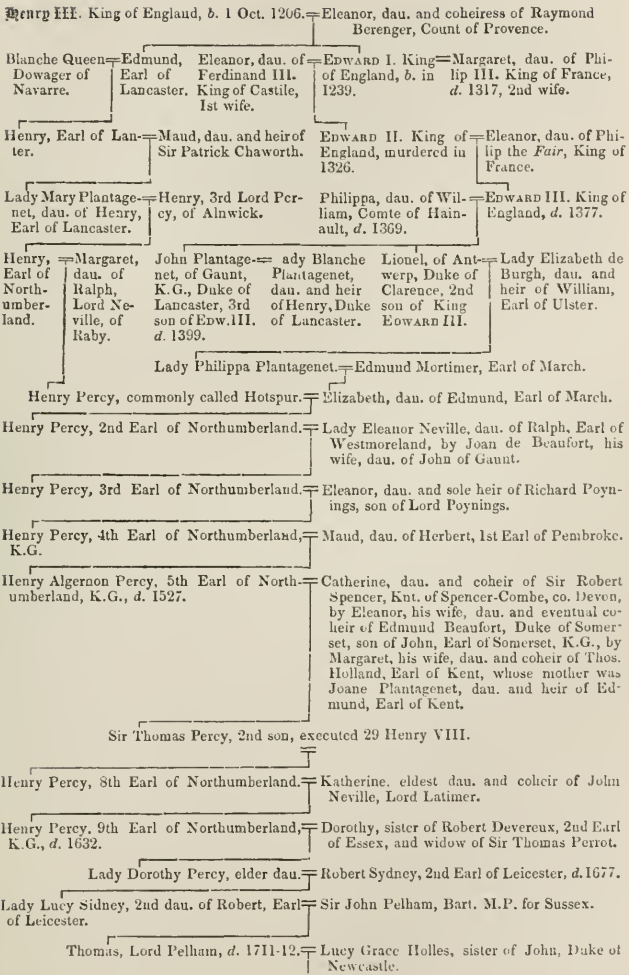 Henry III. King of England, b. 1 Oct. 1206.=Eleanor, dau. and coheiress of Raymond
Berenger, Count of Provence.
Blanche Queen=Edmund,
Dowager of Earl of
Navarre. Lancaster.
Eleanor, dau. of=EDWARD I. King=Margaret, dau. of Phi-
Ferdinand III. of England, b. in lip III. King of France,
King of Castile, 1239. d. 1317, 2nd wife.
1st wife.
Henry, Earl of Lan-=Maud, dau. and heir of
ter. Sir Patrick Chaworth.
EDWARD II. King of=Eleanor, dau. of Phi-
England, murdered in lip the Fair, King of
1326. France.
Lady Mary Plantage-=Henry, 3rd Lord Per-
net, dau. of Henry, cy, of Alnwick.
Earl of Lancaster.
Philippa, dau. of Wil-=EDWARD III. King of
liam, Comte of Hain- England, d. 1377.
ault, d. 1369.
Henry, =Margaret,
Earl of dau. of
North- Ralph,
umber- Lord Ne-
land. ville, of
Raby.
John Plantage-= ady Blanche
net, of Gaunt, Plantagenet,
K.G., Duke of dau. and heir
Lancaster, 3rd of Henry, Duke
son of Edw. III. of Lancaster.
d. 1399.
Lionel, of Ant-=Lady Elizabeth de
werp, Duke of Burgh, dau. and
Clarence, 2nd heir of William,
son of King Earl of Ulster.
EDWARD III.
Lady Philippa Plantagenet.=Edmund Mortimer, Earl of March.
Henry Percy, commonly called Hotspur.=Elizabeth, dau. of Edmund, Earl of March.
Henry Percy, 2nd Earl of Northumberland.=Lady Eleanor Neville, dau. of Ralph, Earl of
Westmoreland, by Joan de Beaufort, his
wife, dau. of John of Gaunt.
Henry Percy, 3rd Earl of Northumberland.=Eleanor, dau. and sole heir of Richard Poyn-
ings, son of Lord Poynings.
Henry Percy, 4th Earl of Northumberland,=Maud, dau. of Herbert, 1st Earl of Pembroke.
K.G.
Henry Algernon Percy, 5th Earl of North-=Catherine, dau. and coheir of Sir Robert
umberland, K.G., d. 1527. Spencer, Knt. of Spencer-Combe, co. Devon,
by Eleanor, his wife, dau. and eventual co-
heir of Edmund Beaufort, Duke of Somer-
set, son of John, Earl of Somerset, K.G., by
Margaret, his wife, dau. and coheir of Thos.
Holland, Earl of Kent, whose mother was
Joane Plantagenet, dau. and heir of Ed-
mund, Earl of Kent.
Sir Thomas Percy, 2nd son, executed 29 Henry VIII.
=
Henry Percy, 8th Earl of Northumberland.=Katherine. eldest dau. and coheir of John
Neville, Lord Latimer.
Henry Percy. 9th Earl of Northumberland,=Dorothy, sister of Robert Devereux, 2nd Earl
K.G., d. 1632. of Essex, and widow of Sir Thomas Perrot.
Lady Dorothy Percy, elder dau.=Robert Sydney, 2nd Earl of Leicester, d. 1677.
Lady Lucy Sidney, 2nd dau. of Robert, Earl=Sir John Pelham, Bart. M.P. for Sussex.
of Leicester.
Thomas, Lord Pelham, d. 1711-12.=Lucy Grace Holles, sister of John, Duke of
Newcastle.